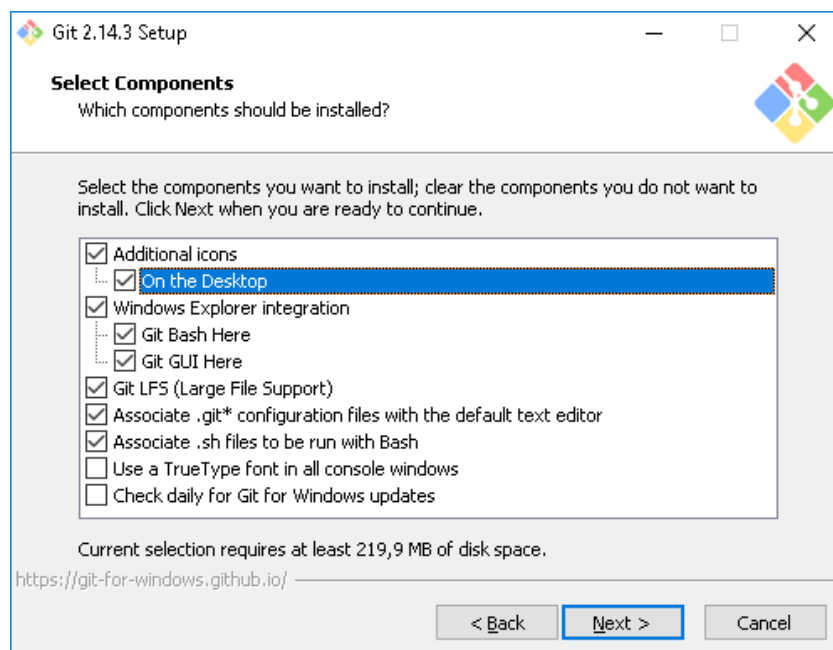 Git 2.14.3 Setup
Select Components
Which components should be installed?
Select the components you want to install; clear the components you do not want to
install. Click Next when you are ready to continue.
Additional icons
On the Desktop
Windows Explorer integration
Git Bash Here
Git GUI Here
Git LFS (Large File Support)
Associate .git* configuration files with the default text editor
Associate .sh files to be run with Bash
Use a TrueType font in all console windows
Check daily for Git for Windows updates
Current selection requires at least 219,9 MB of disk space.
https://git-for-windows.github.io/
< Back Next > Cancel